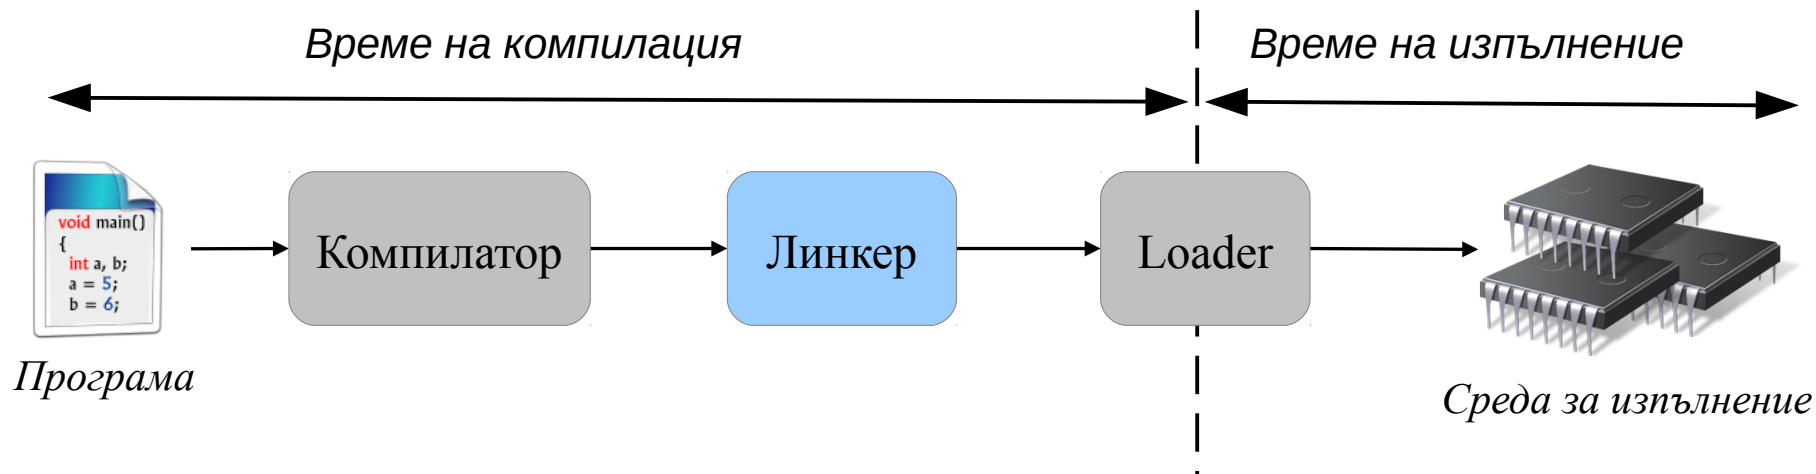 Време на компилация
Време на изпълнение
void main()
{
int a, b;
a = 5;
b = 6;
Компилатор
Линкер
Loader
Програма
Среда за изпълнение